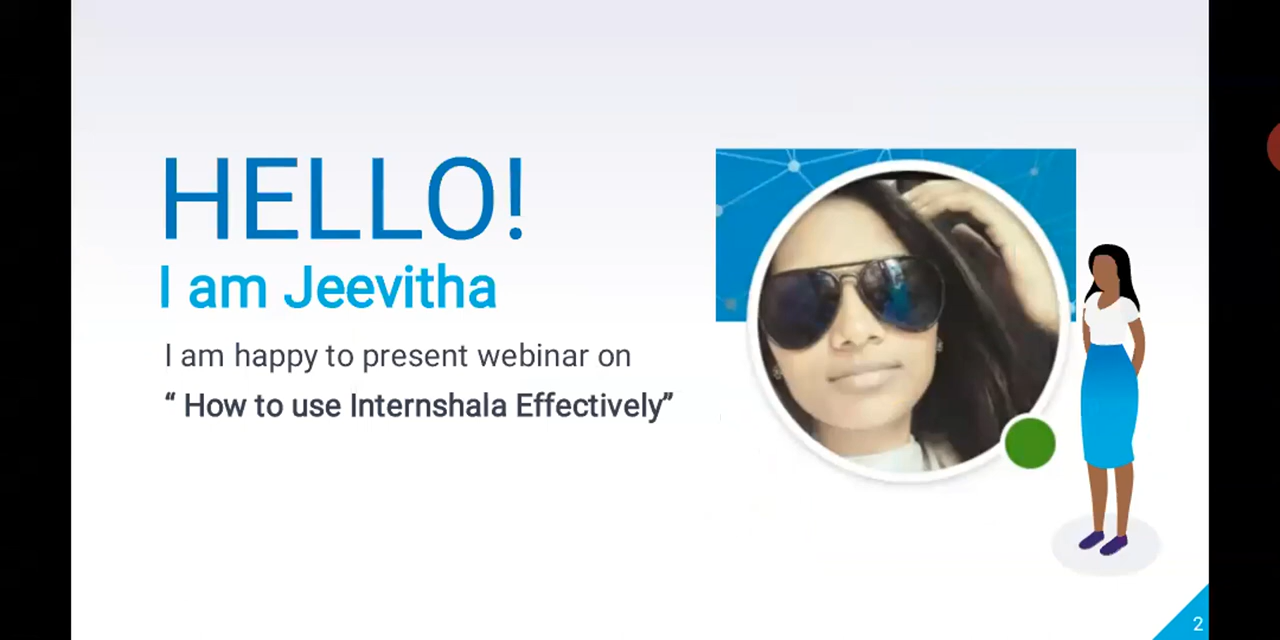 HELLO!
I am Jeevitha
I am happy to present webinar on
“ How to use Internshala Effectively”
2